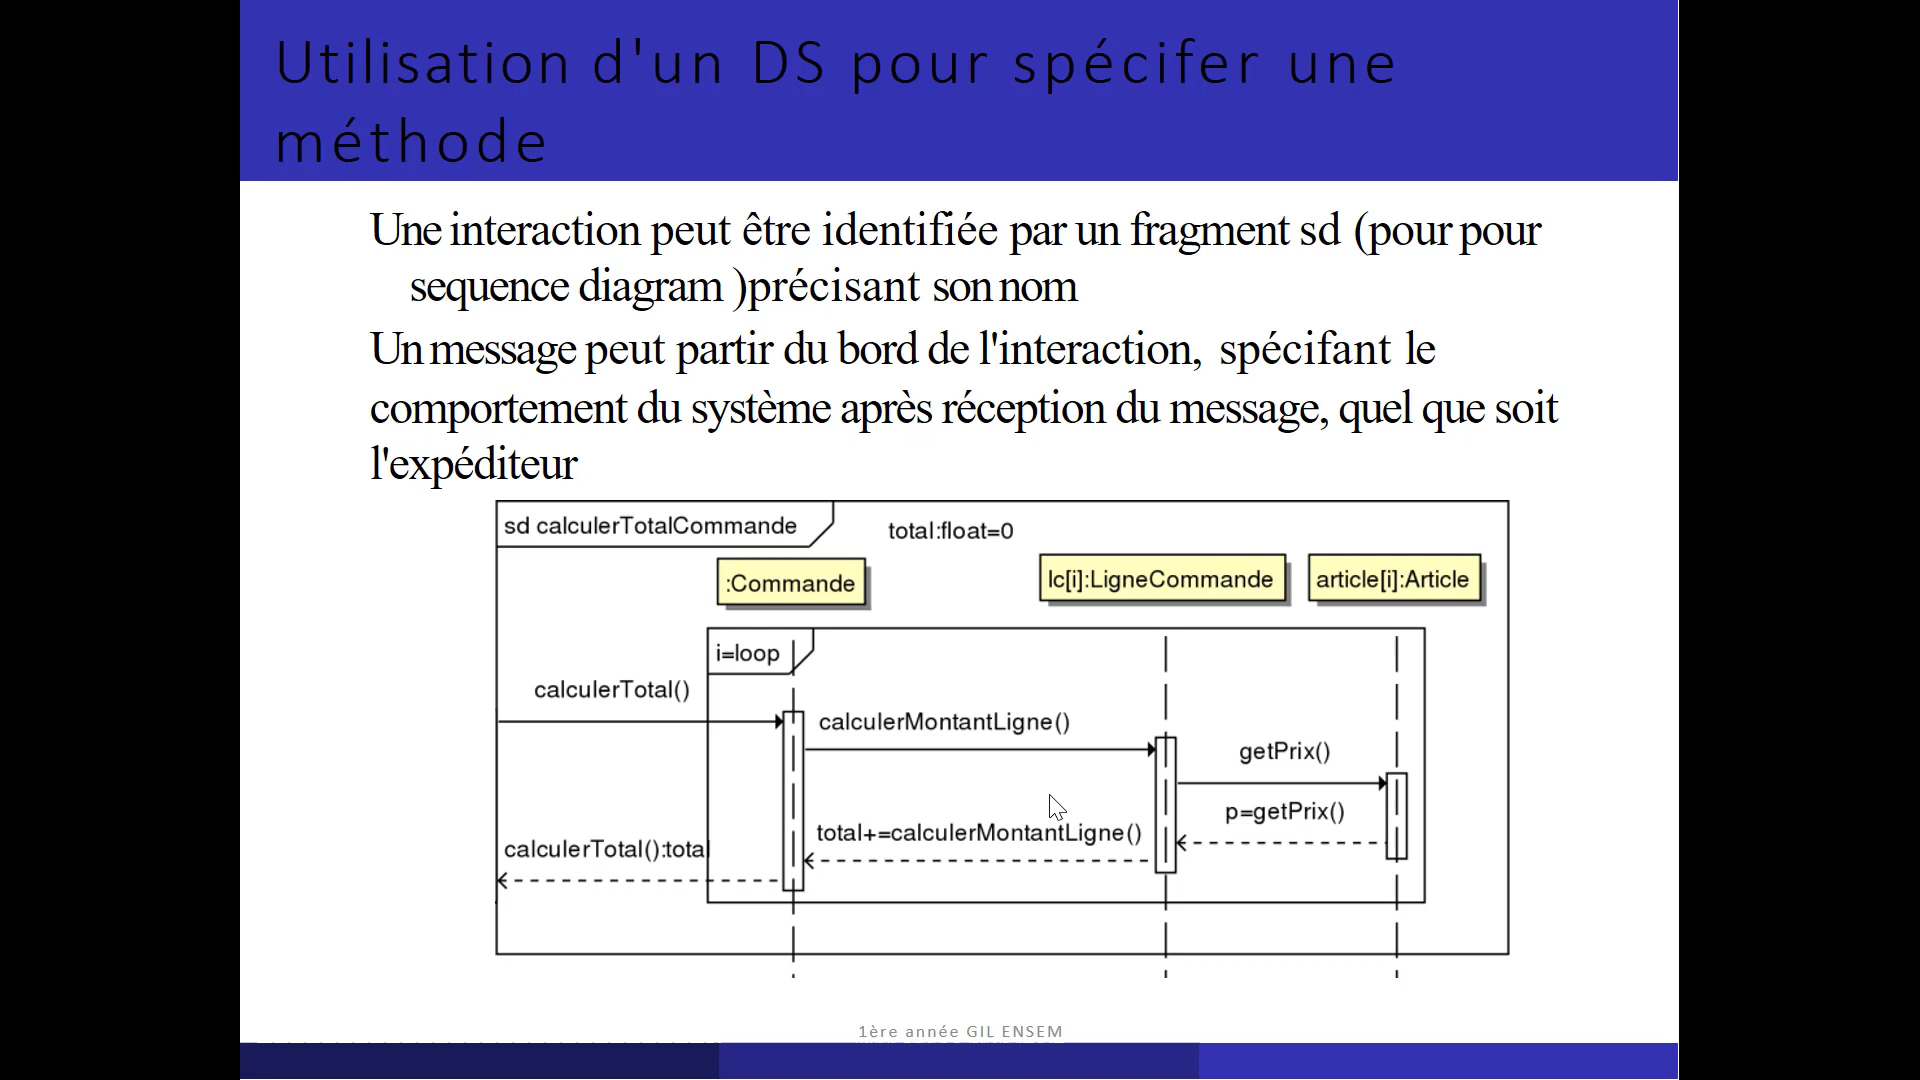 Utilisation d'un DS pour spécifer une
méthode
Une interaction peut être identifiée par un fragment sd (pour pour
sequence diagram )précisant son nom
Un message peut partir du bord de l'interaction, spécifant le
comportement du système après réception du message, quel que soit
l'expéditeur
sd calculerTotalCommande
total:float=0
:Commande
lc[i]:LigneCommande
article[i]:Article
i=loop
calculerTotal()
calculerMontantLigne()
getPrix()
p=getPrix()
total+=calculerMontantLigne()
calculerTotal():total
1ère année GIL ENSEM